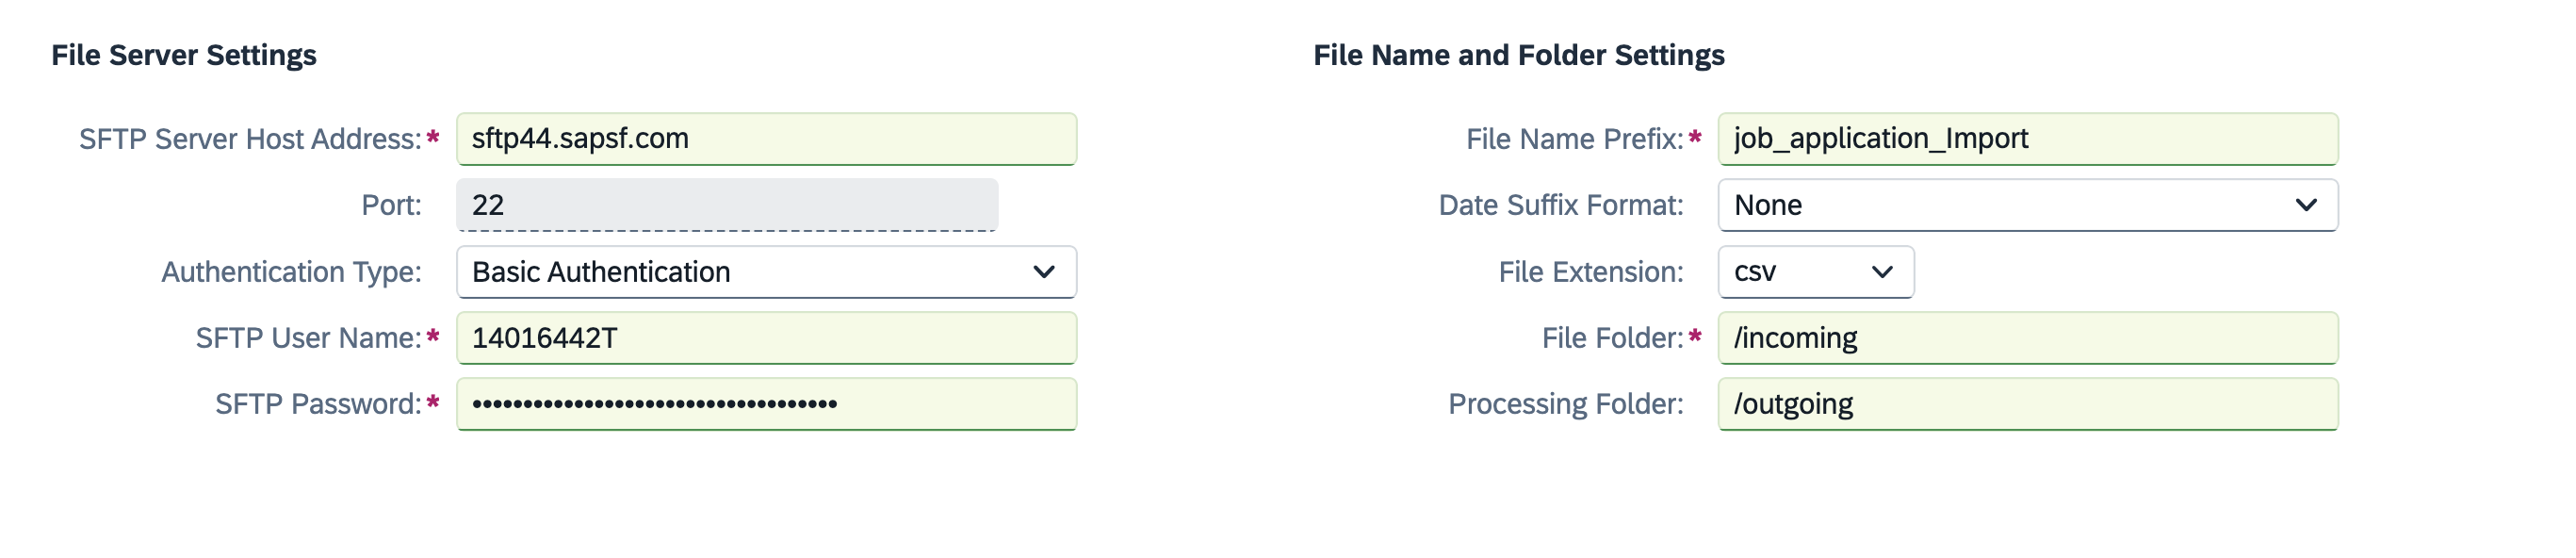 File Server Settings
SFTP Server Host Address:* sftp44.sapsf.com
Port: 22
Authentication Type: Basic Authentication
SFTP User Name:* 14016442T
SFTP Password:* ••••••••••••••••••••••••••••••••••••
File Name and Folder Settings
File Name Prefix:* job_application_Import
Date Suffix Format: None
File Extension: csv
File Folder:* /incoming
Processing Folder: /outgoing